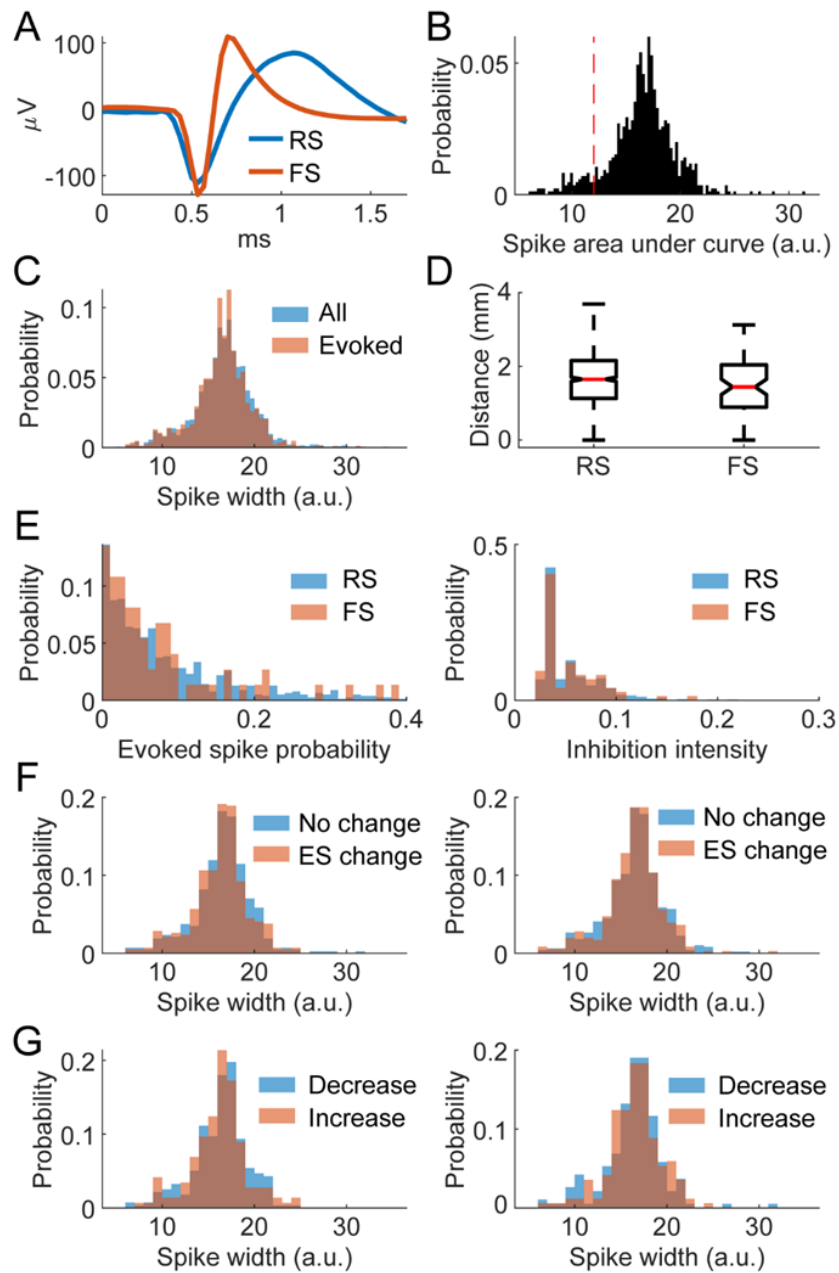 A
100
0
-100
μV
RS
FS
0
0.5
1
1.5
ms
B
Probability
0.05
0
10
20
30
Spike area under curve (a.u.)
C
Probability
0.1
0.05
0
All
Evoked
10
20
30
Spike width (a.u.)
D
Distance (mm)
4
2
0
RS
FS
E
Probability
0.1
0.05
0
RS
FS
0
0.2
0.4
Evoked spike probability
Probability
0.5
0
RS
FS
0
0.1
0.2
0.3
Inhibition intensity
F
Probability
0.2
0.1
0
No change
ES change
10
20
30
Spike width (a.u.)
Probability
0.2
0.1
0
No change
ES change
10
20
30
Spike width (a.u.)
G
Probability
0.2
0.1
0
Decrease
Increase
10
20
30
Spike width (a.u.)
Probability
0.2
0.1
0
Decrease
Increase
10
20
30
Spike width (a.u.)